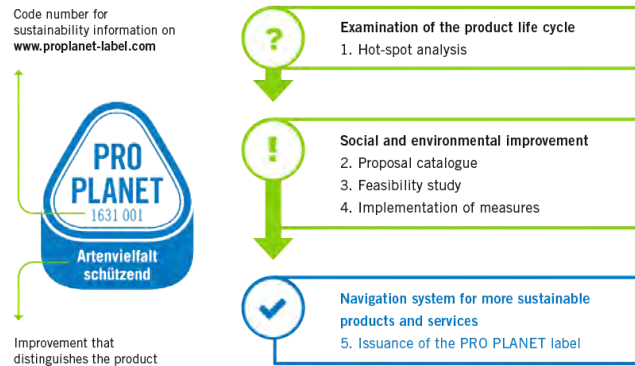 Code number for
sustainability information on
www.proplanet-label.com
PRO
PLANET
1631 001
Artenvielfalt
schützend
Improvement that
distinguishes the product
?
Examination of the product life cycle
1. Hot-spot analysis
!
Social and environmental improvement
2. Proposal catalogue
3. Feasibility study
4. Implementation of measures
Navigation system for more sustainable
products and services
5. Issuance of the PRO PLANET label